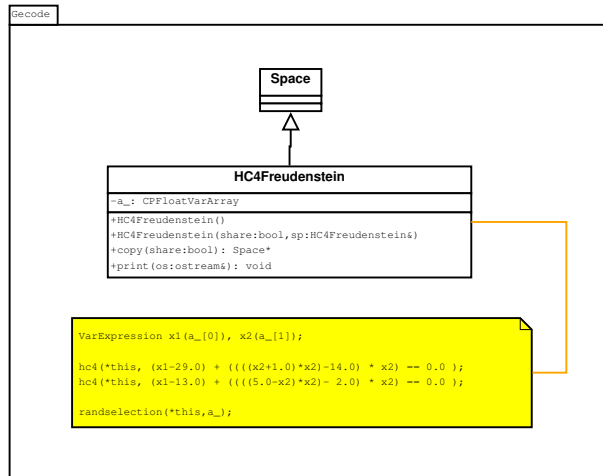 Gecode
Space
HC4Freudenstein
-a_: CPFloatVarArray
+HC4Freudenstein()
+HC4Freudenstein(share:bool,sp:HC4Freudenstein&)
+copy(share:bool): Space*
+print(os:ostream&): void
VarExpression x1(a_[0]), x2(a_[1]);
hc4(*this, (x1-29.0) + ((((x2+1.0)*x2)-14.0) * x2) == 0.0 );
hc4(*this, (x1-13.0) + ((((5.0-x2)*x2)- 2.0) * x2) == 0.0 );
randselection(*this,a_);